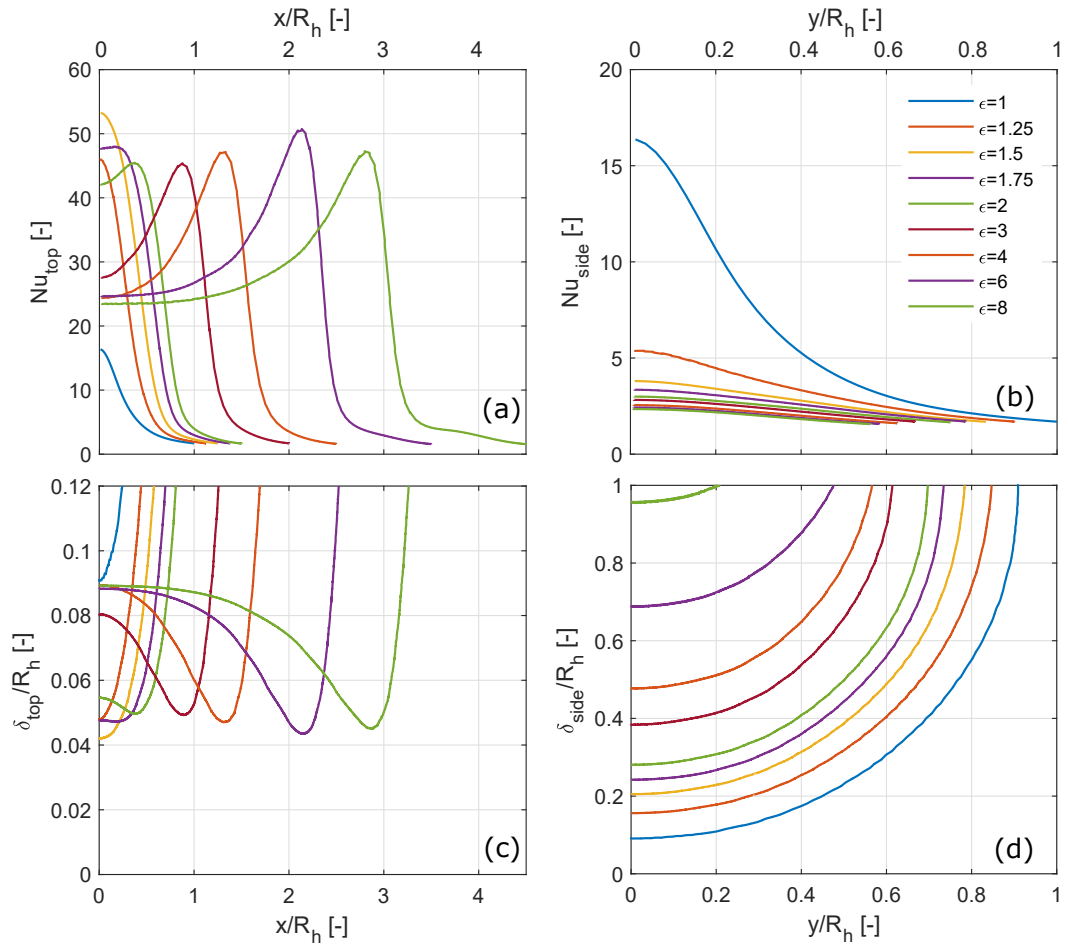 x/R_h [-]
0 1 2 3 4
60
50
40
30
20
10
0
Nu_top [-]
(a)
y/R_h [-]
0 0.2 0.4 0.6 0.8 1
20
15
10
5
0
Nu_side [-]
ϵ=1
ϵ=1.25
ϵ=1.5
ϵ=1.75
ϵ=2
ϵ=3
ϵ=4
ϵ=6
ϵ=8
(b)
0.12
0.1
0.08
0.06
0.04
0.02
0
δ_top/R_h [-]
(c)
0 1 2 3 4
x/R_h [-]
1
0.8
0.6
0.4
0.2
0
δ_side/R_h [-]
(d)
0 0.2 0.4 0.6 0.8 1
y/R_h [-]